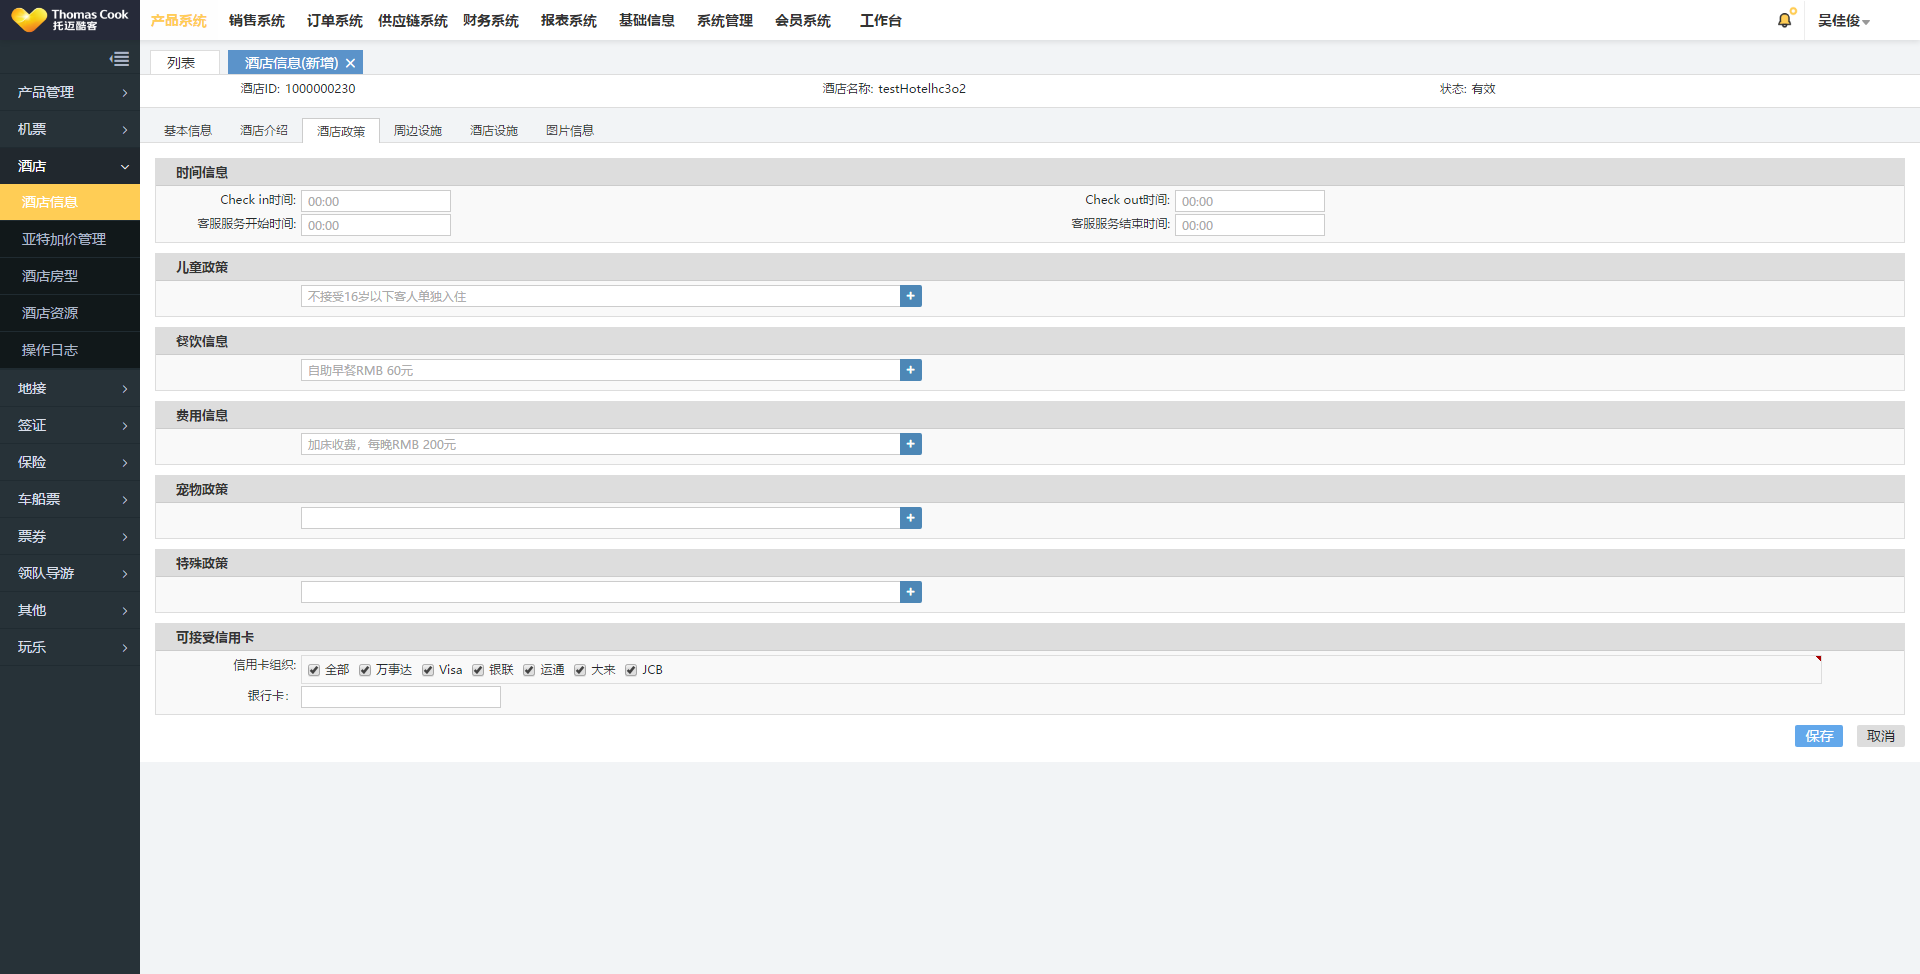 Thomas Cook
托迈酷客
产品系统 销售系统 订单系统 供应链系统 财务系统 报表系统 基础信息 系统管理 会员系统 工作台
吴佳俊
产品管理
机票
酒店
酒店信息
亚特加价管理
酒店房型
酒店资源
操作日志
地接
签证
保险
车船票
票券
领队导游
其他
玩乐
列表 酒店信息(新增)
酒店ID: 1000000230 酒店名称: testHotelhc3o2 状态: 有效
基本信息 酒店介绍 酒店政策 周边设施 酒店设施 图片信息
时间信息
Check in时间: 00:00 Check out时间: 00:00
客服服务开始时间: 00:00 客服服务结束时间: 00:00
儿童政策
不接受16岁以下客人单独入住
餐饮信息
自助早餐RMB 60元
费用信息
加床收费，每晚RMB 200元
宠物政策
特殊政策
可接受信用卡
信用卡组织: 全部 万事达 Visa 银联 运通 大来 JCB
银行卡：
保存 取消